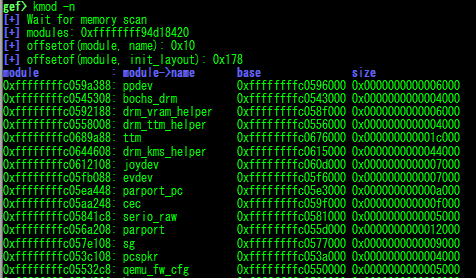 gef> kmod -n
[+] Wait for memory scan
[+] modules: 0xffffffff94d18420
[+] offsetof(module, name): 0x10
[+] offsetof(module, init_layout): 0x178
module : module->name base size
0xffffffffc059a388: ppdev 0xffffffffc0596000 0x0000000000006000
0xffffffffc0545308: bochs_drm 0xffffffffc0543000 0x0000000000004000
0xffffffffc0592188: drm_vram_helper 0xffffffffc058f000 0x0000000000006000
0xffffffffc0558008: drm_ttm_helper 0xffffffffc0556000 0x0000000000004000
0xffffffffc0689a88: ttm 0xffffffffc0676000 0x000000000001c000
0xffffffffc0644608: drm_kms_helper 0xffffffffc0615000 0x0000000000044000
0xffffffffc0612108: joydev 0xffffffffc060d000 0x0000000000007000
0xffffffffc05fb088: evdev 0xffffffffc05f6000 0x0000000000007000
0xffffffffc05ea448: parport_pc 0xffffffffc05e3000 0x000000000000a000
0xffffffffc05aa248: cec 0xffffffffc059f000 0x000000000000f000
0xffffffffc05841c8: serio_raw 0xffffffffc0581000 0x0000000000005000
0xffffffffc056a208: parport 0xffffffffc055d000 0x0000000000012000
0xffffffffc057e108: sg 0xffffffffc0577000 0x0000000000009000
0xffffffffc053c108: pcspkr 0xffffffffc053a000 0x0000000000004000
0xffffffffc05532c8: qemu_fw_cfg 0xffffffffc0550000 0x0000000000005000